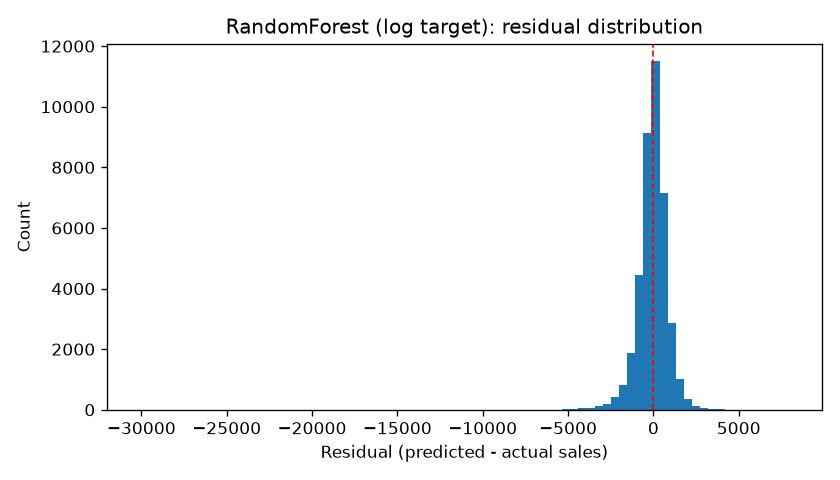 RandomForest (log target): residual distribution
12000
10000
8000
6000
4000
2000
0
Count
−30000 −25000 −20000 −15000 −10000 −5000 0 5000
Residual (predicted - actual sales)